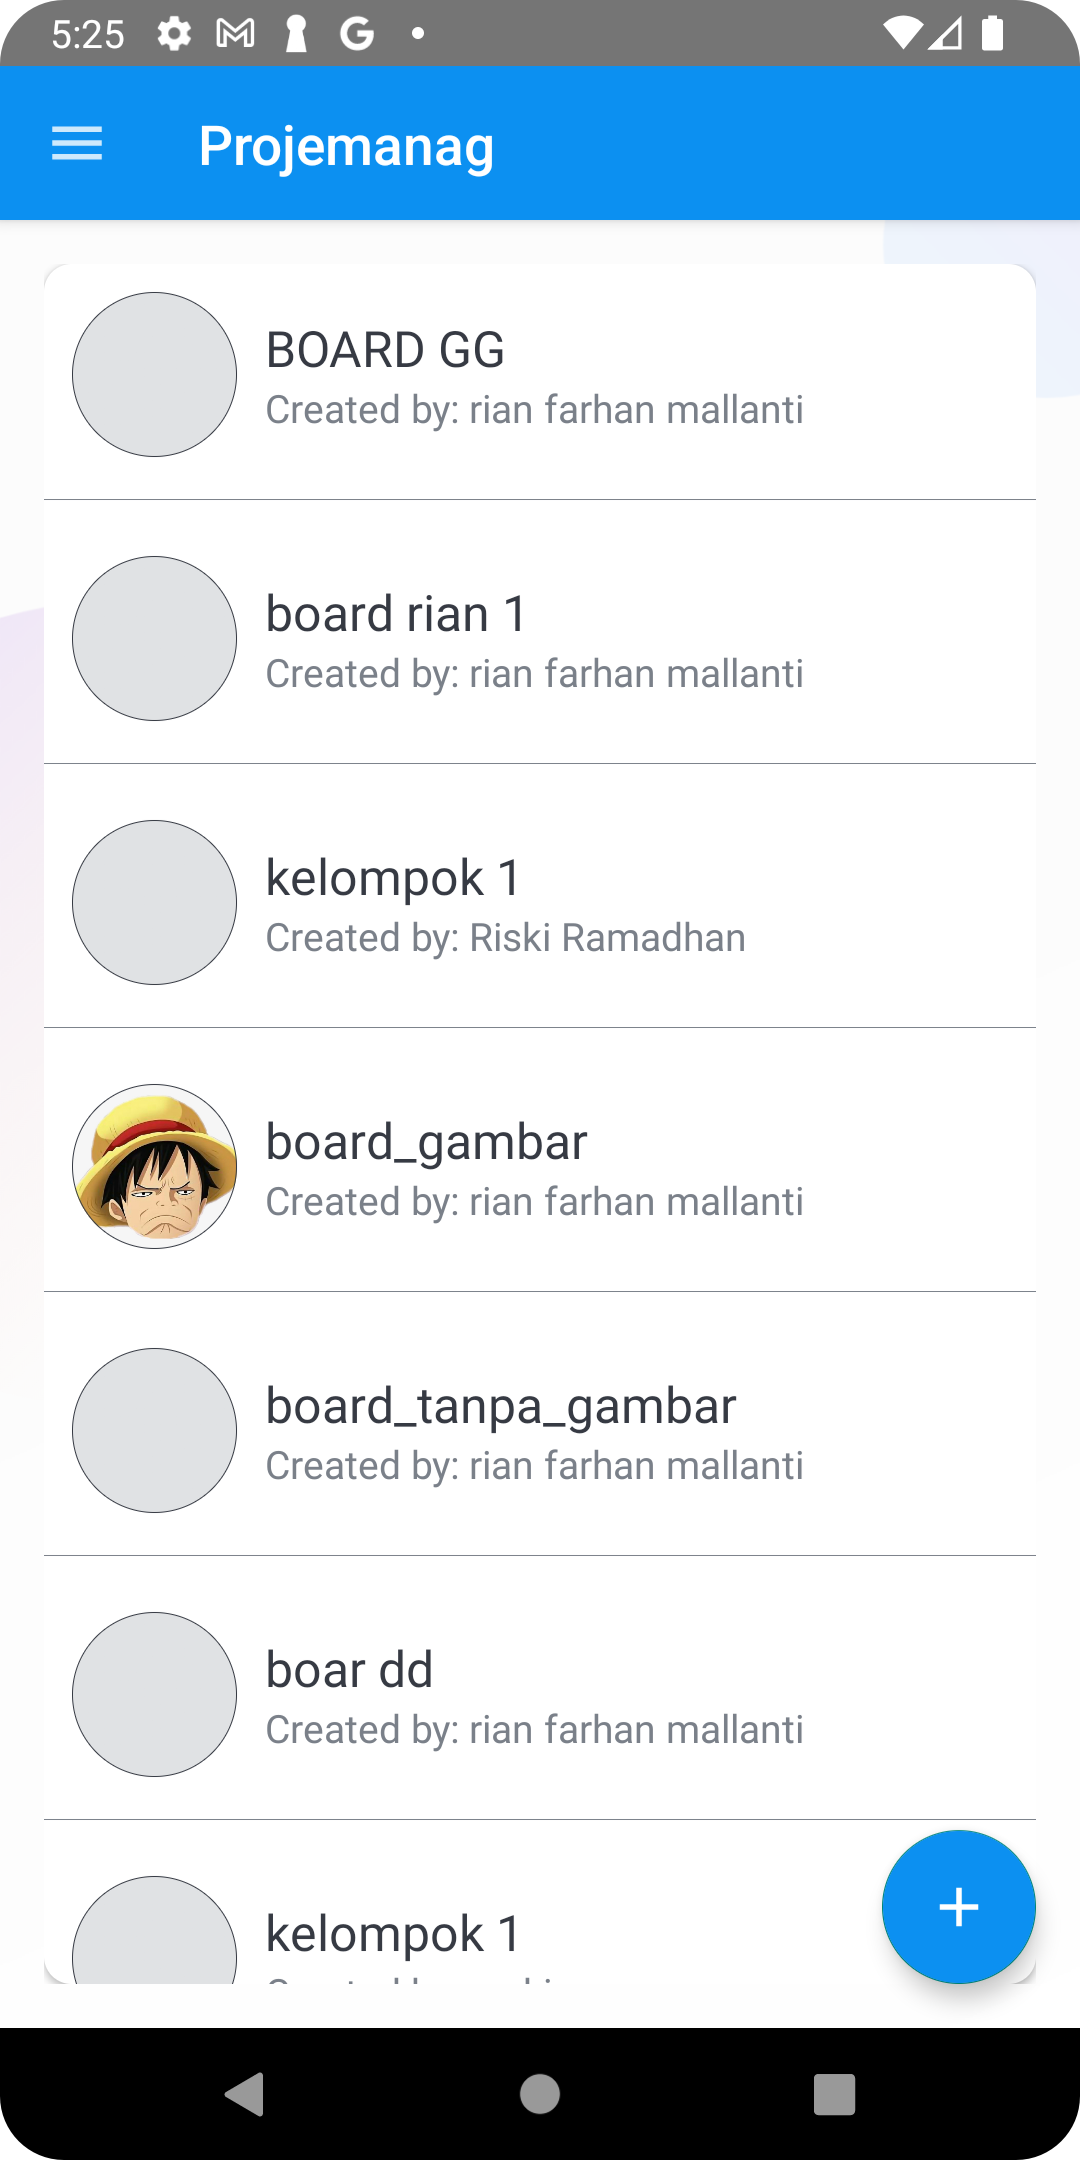 5:25
Projemanag
BOARD GG
Created by: rian farhan mallanti
board rian 1
Created by: rian farhan mallanti
kelompok 1
Created by: Riski Ramadhan
board_gambar
Created by: rian farhan mallanti
board_tanpa_gambar
Created by: rian farhan mallanti
boar dd
Created by: rian farhan mallanti
kelompok 1